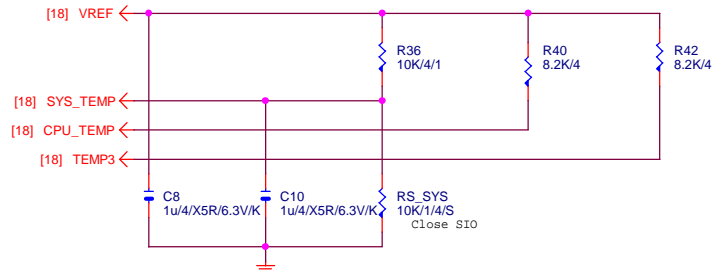 [18] VREF
R36
10K/4/1
R40
8.2K/4
R42
8.2K/4
[18] SYS_TEMP
[18] CPU_TEMP
[18] TEMP3
C8
1u/4/X5R/6.3V/K
C10
1u/4/X5R/6.3V/K
RS_SYS
10K/1/4/S
Close SIO